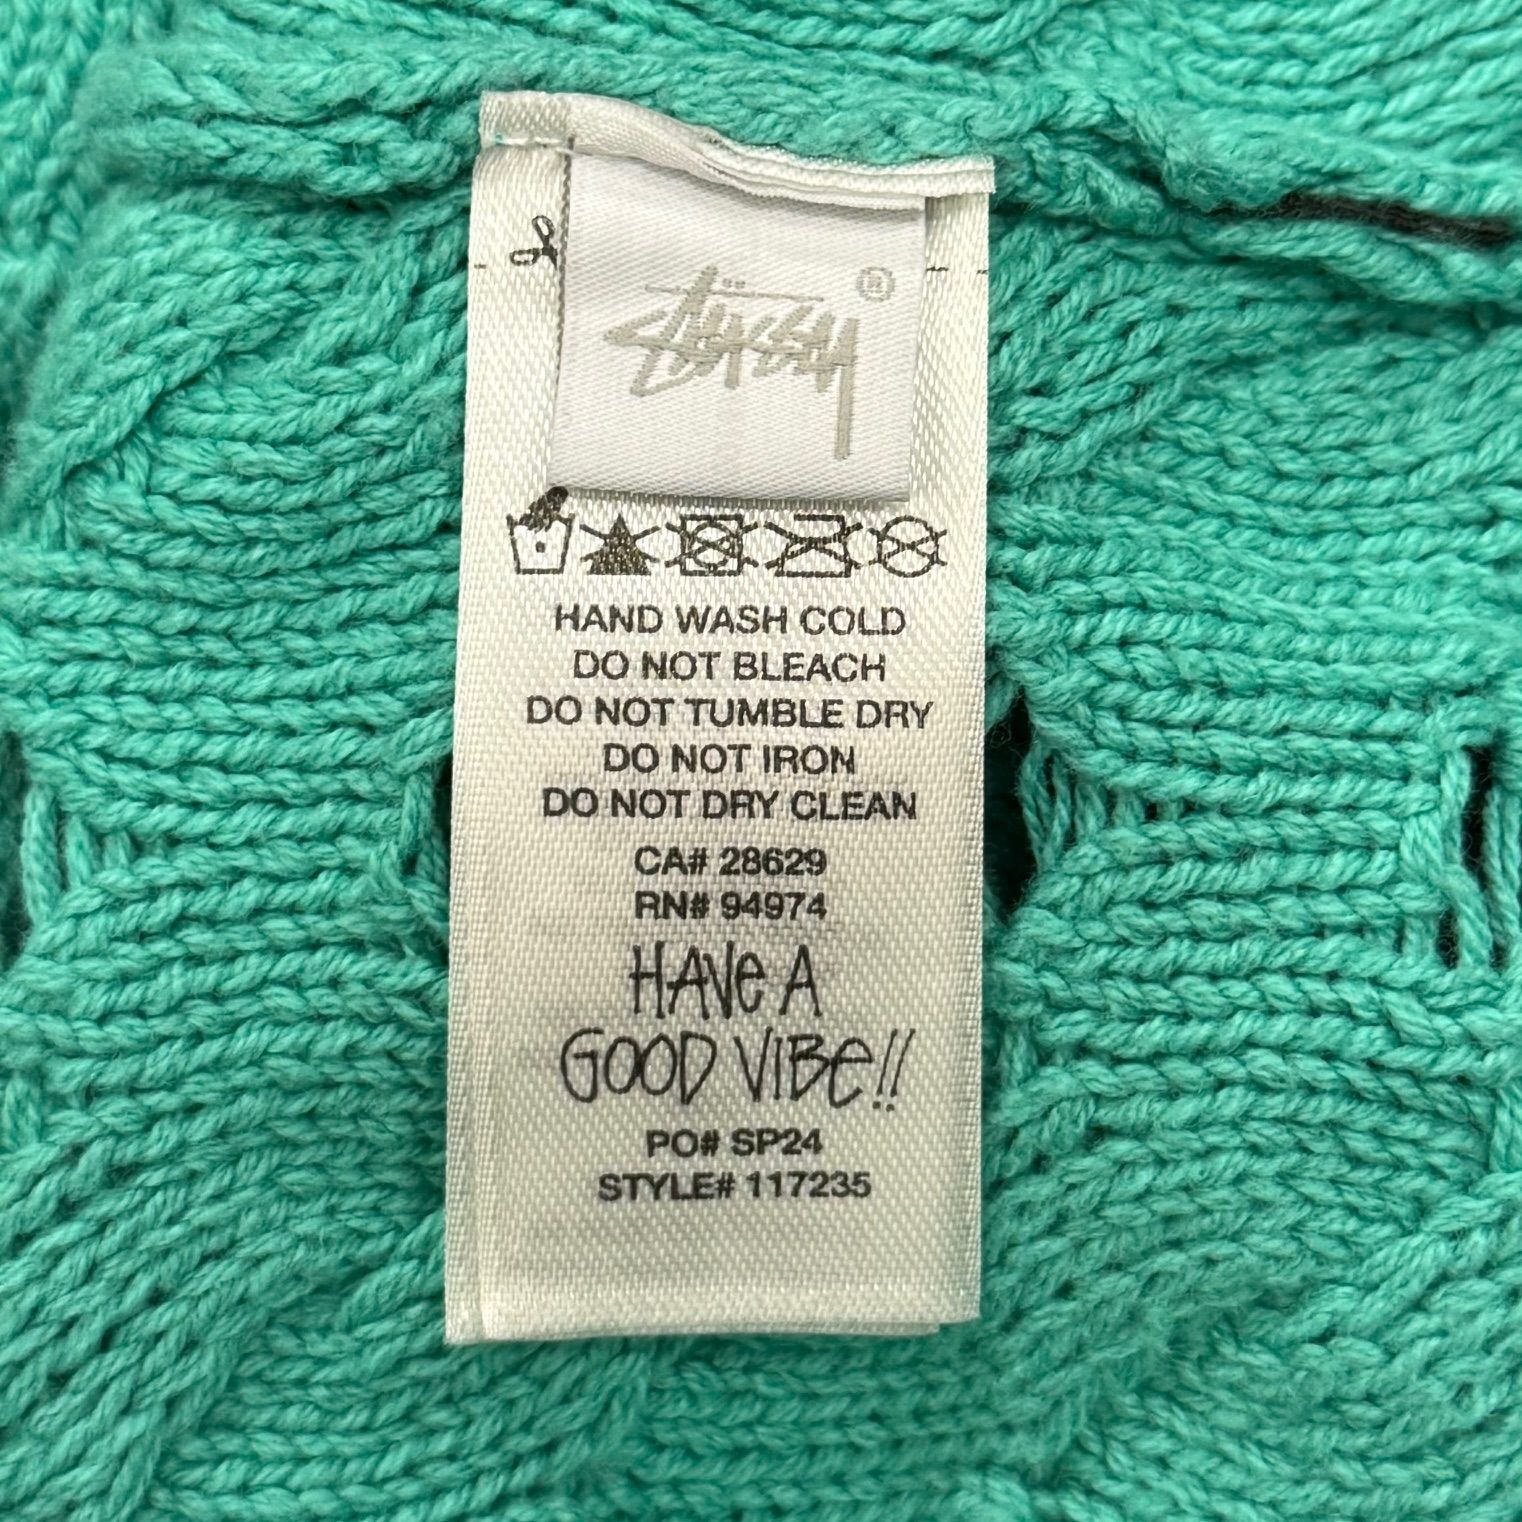 Stüssy ®
HAND WASH COLD
DO NOT BLEACH
DO NOT TUMBLE DRY
DO NOT IRON
DO NOT DRY CLEAN
CA# 28629
RN# 94974
HAVe A
GOOD VIBe!!
PO# SP24
STYLE# 117235